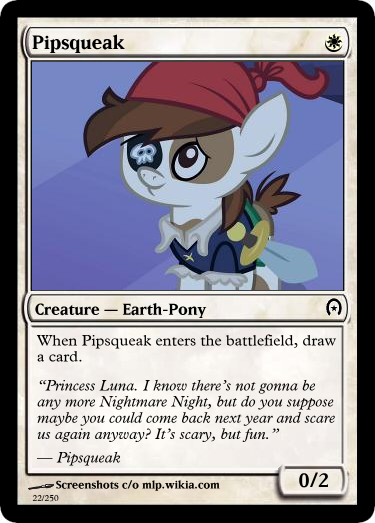 Pipsqueak
Creature — Earth-Pony
When Pipsqueak enters the battlefield, draw
a card.
“Princess Luna. I know there's not gonna be
any more Nightmare Night, but do you suppose
maybe you could come back next year and scare
us again anyway? It's scary, but fun.”
— Pipsqueak
0/2
Screenshots c/o mlp.wikia.com
22/250